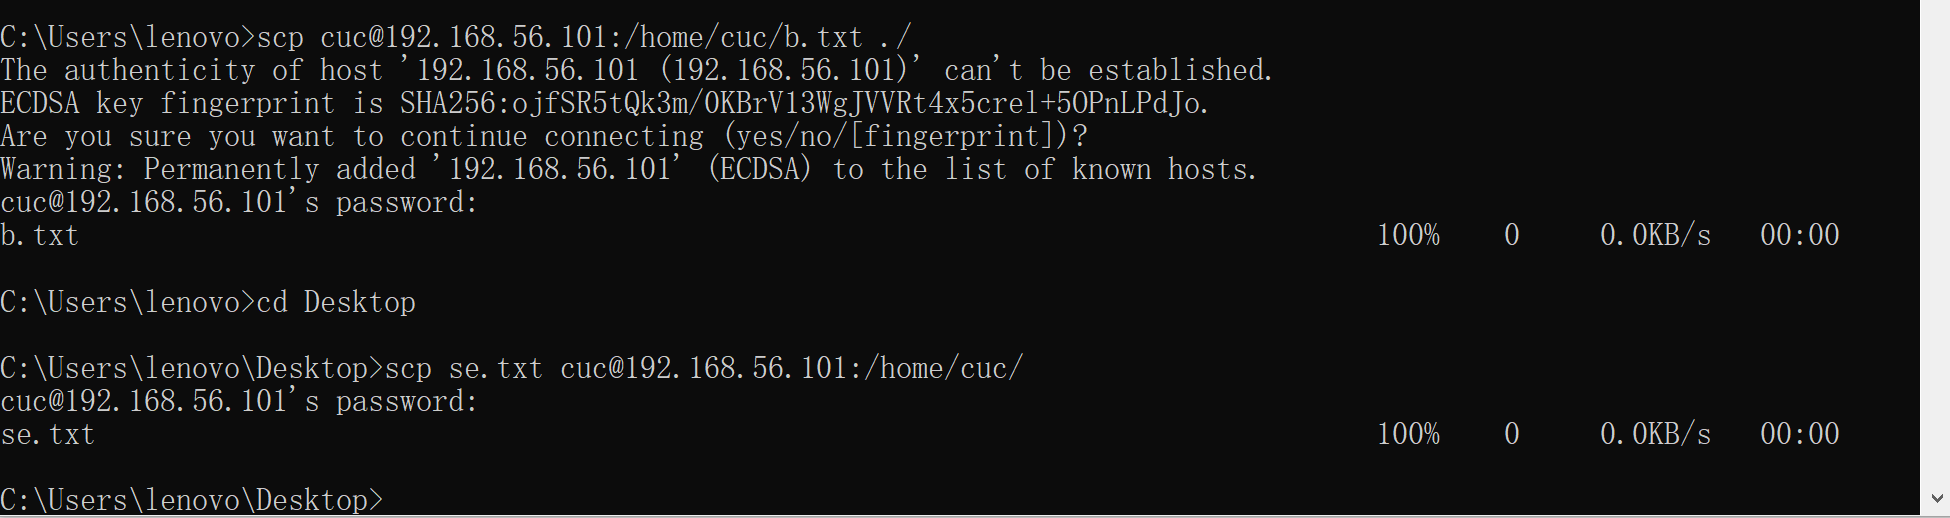 C:\Users\lenovo>scp cuc@192.168.56.101:/home/cuc/b.txt ./
The authenticity of host '192.168.56.101 (192.168.56.101)' can't be established.
ECDSA key fingerprint is SHA256:ojfSR5tQk3m/0KBrV13WgJVVRt4x5crel+5OPnLPdJo.
Are you sure you want to continue connecting (yes/no/[fingerprint])?
Warning: Permanently added '192.168.56.101' (ECDSA) to the list of known hosts.
cuc@192.168.56.101's password:
b.txt 100% 0 0.0KB/s 00:00
C:\Users\lenovo>cd Desktop
C:\Users\lenovo\Desktop>scp se.txt cuc@192.168.56.101:/home/cuc/
cuc@192.168.56.101's password:
se.txt 100% 0 0.0KB/s 00:00
C:\Users\lenovo\Desktop>